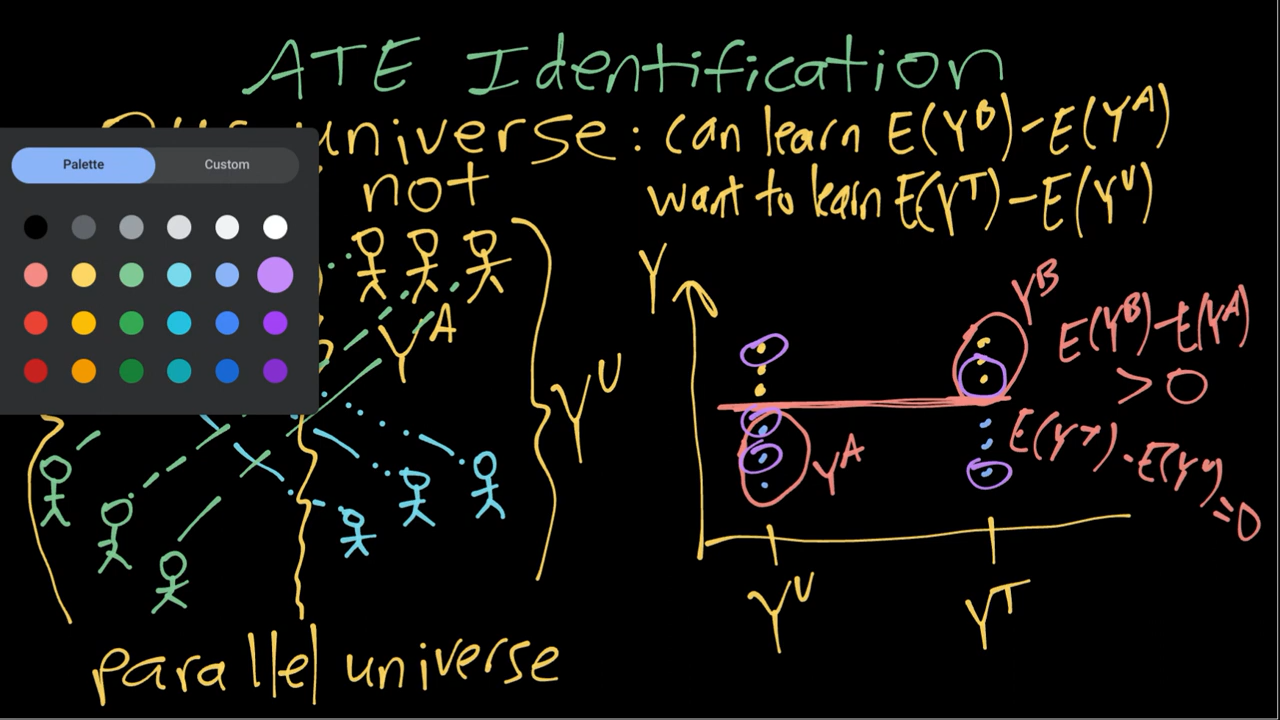 ATE Identification
universe: can learn E(Y^B)-E(Y^A)
not
want to learn E(Y^T)-E(Y^U)
Palette
Custom
Y^A
Y^U
Y
Y^B
E(Y^B)-E(Y^A)
> 0
Y^A
E(Y^T)-E(Y^U)
=0
Y^U
Y^T
parallel universe